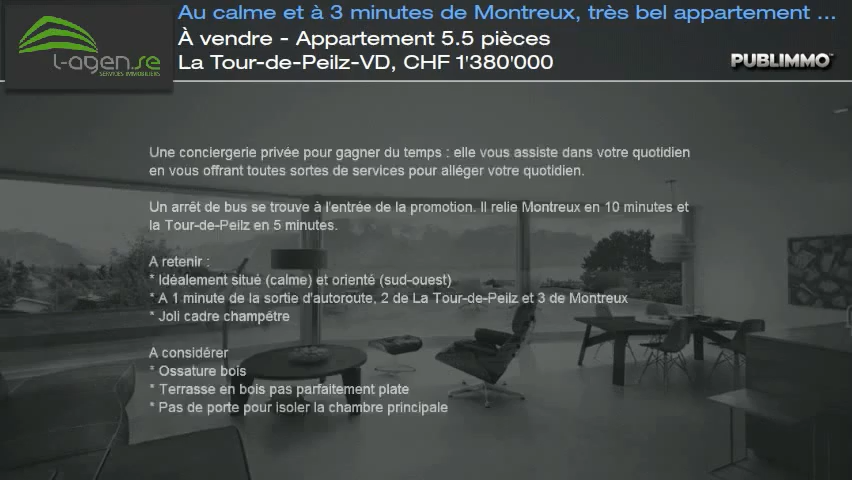 Au calme et à 3 minutes de Montreux, très bel appartement ...
À vendre - Appartement 5.5 pièces
La Tour-de-Peilz-VD, CHF 1'380'000
l-agen.se
SERVICES IMMOBILIERS
PUBLIMMO
Une conciergerie privée pour gagner du temps : elle vous assiste dans votre quotidien
en vous offrant toutes sortes de services pour alléger votre quotidien.
Un arrêt de bus se trouve à l'entrée de la promotion. Il relie Montreux en 10 minutes et
la Tour-de-Peilz en 5 minutes.
A retenir :
* Idéalement situé (calme) et orienté (sud-ouest)
* A 1 minute de la sortie d'autoroute, 2 de La Tour-de-Peilz et 3 de Montreux
* Joli cadre champêtre
A considérer
* Ossature bois
* Terrasse en bois pas parfaitement plate
* Pas de porte pour isoler la chambre principale